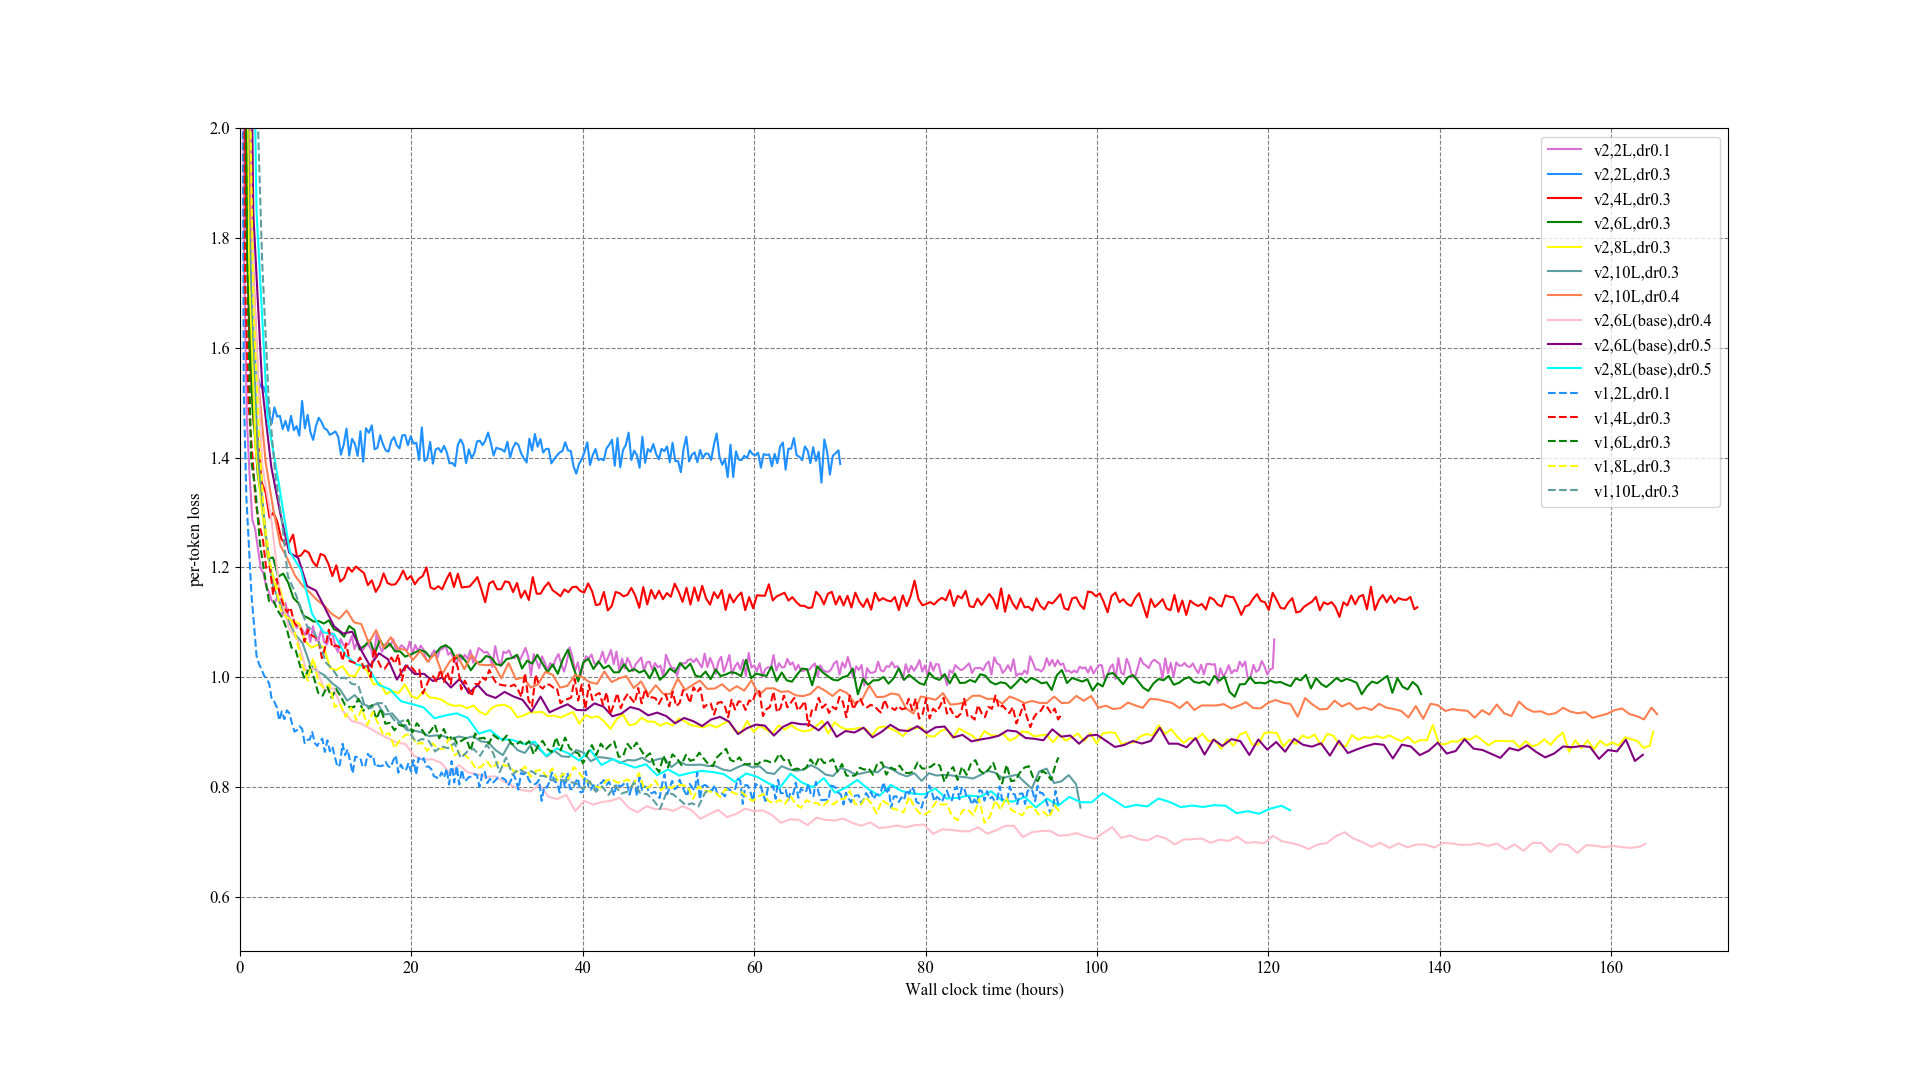 2.0
1.8
1.6
1.4
1.2
1.0
0.8
0.6
per-token loss
0 20 40 60 80 100 120 140 160
Wall clock time (hours)
v2,2L,dr0.1
v2,2L,dr0.3
v2,4L,dr0.3
v2,6L,dr0.3
v2,8L,dr0.3
v2,10L,dr0.3
v2,10L,dr0.4
v2,6L(base),dr0.4
v2,6L(base),dr0.5
v2,8L(base),dr0.5
v1,2L,dr0.1
v1,4L,dr0.3
v1,6L,dr0.3
v1,8L,dr0.3
v1,10L,dr0.3